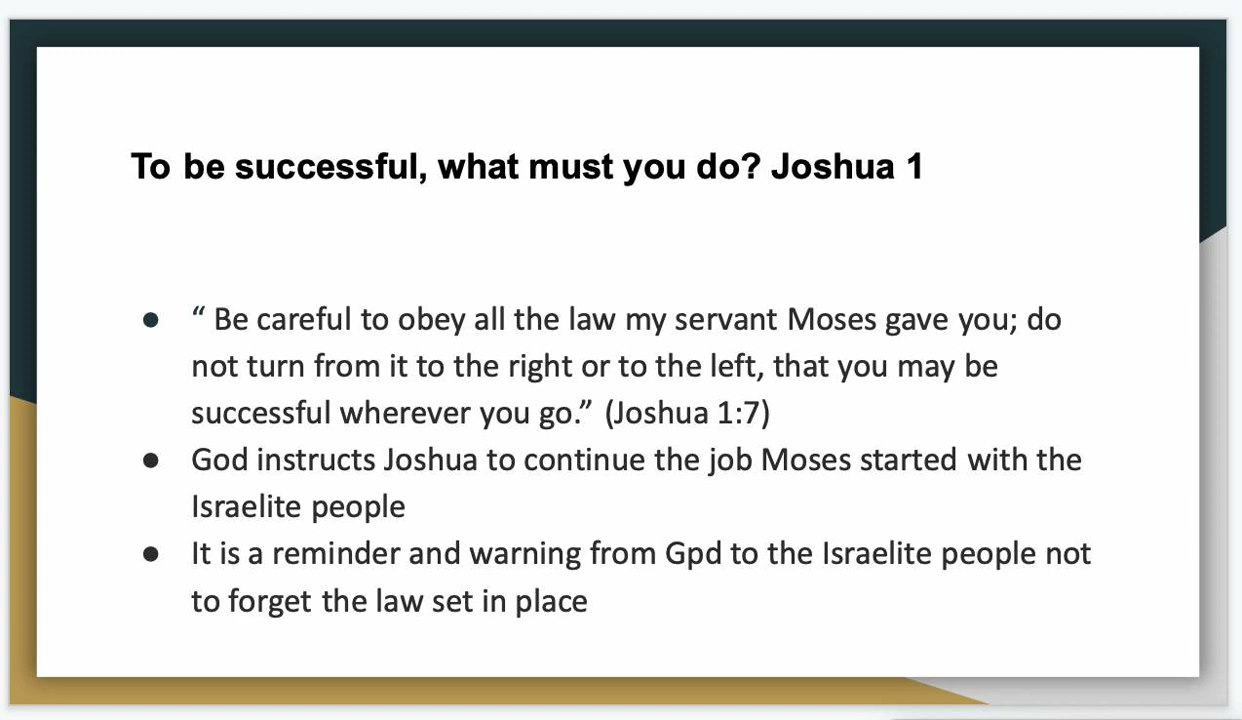 To be successful, what must you do? Joshua 1
● “ Be careful to obey all the law my servant Moses gave you; do
not turn from it to the right or to the left, that you may be
successful wherever you go.” (Joshua 1:7)
● God instructs Joshua to continue the job Moses started with the
Israelite people
● It is a reminder and warning from Gpd to the Israelite people not
to forget the law set in place